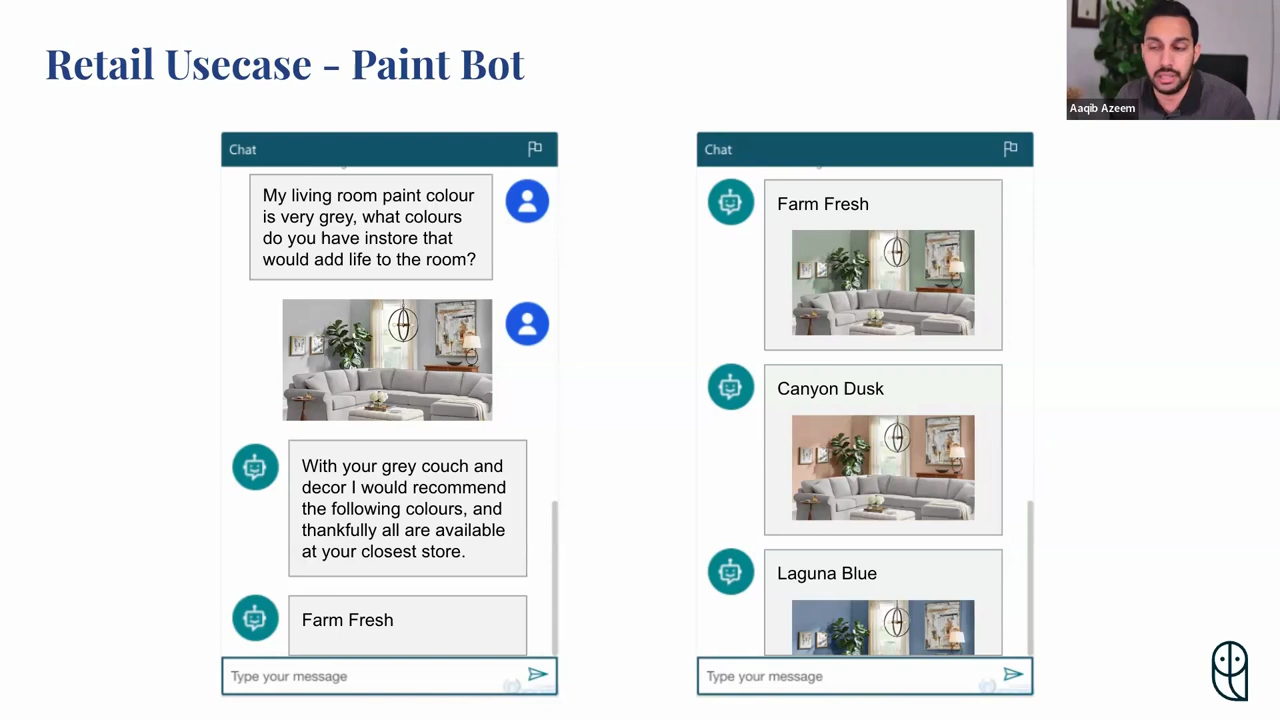 Retail Usecase - Paint Bot
Aaqib Azeem
Chat
My living room paint colour
is very grey, what colours
do you have instore that
would add life to the room?
With your grey couch and
decor I would recommend
the following colours, and
thankfully all are available
at your closest store.
Farm Fresh
Type your message
Chat
Farm Fresh
Canyon Dusk
Laguna Blue
Type your message